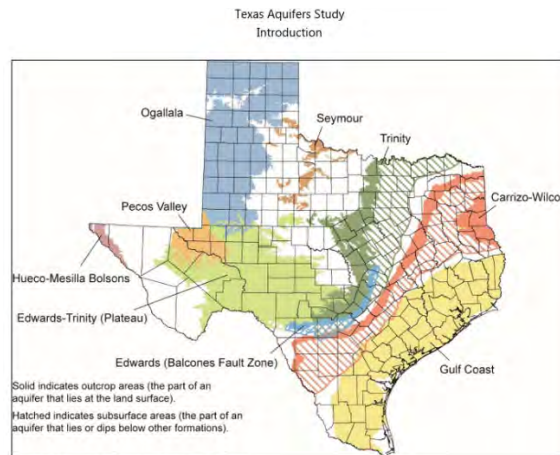 Texas Aquifers Study
Introduction
Ogallala
Seymour
Trinity
Carrizo-Wilco
Pecos Valley
Hueco-Mesilla Bolsons
Edwards-Trinity (Plateau)
Edwards (Balcones Fault Zone)
Gulf Coast
Solid indicates outcrop areas (the part of an
aquifer that lies at the land surface).
Hatched indicates subsurface areas (the part of an
aquifer that lies or dips below other formations).